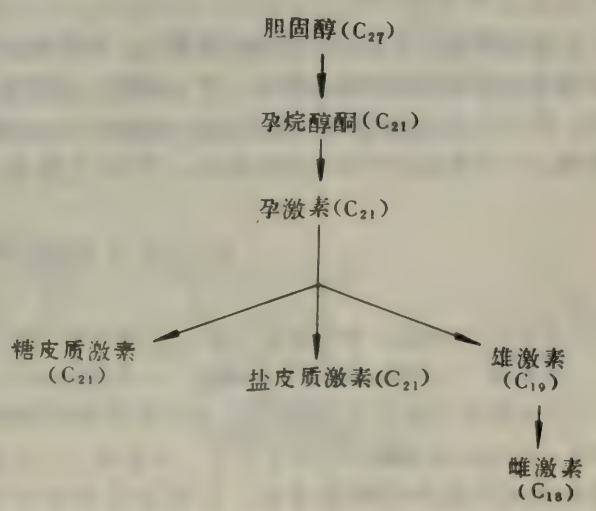 胆固醇(C₂₇)
孕烷醇酮(C₂₁)
孕激素(C₂₁)
糖皮质激素
(C₂₁)
盐皮质激素(C₂₁)
雄激素
(C₁₉)
雌激素
(C₁₈)